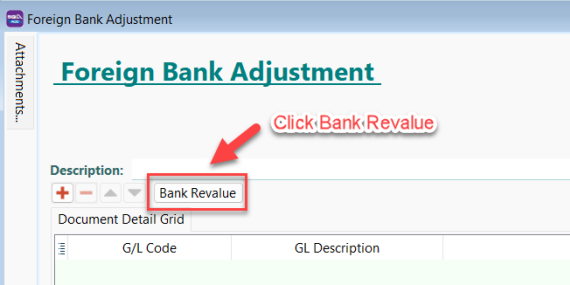 Foreign Bank Adjustment
Attachments...
Foreign Bank Adjustment
Click Bank Revalue
Description:
Bank Revalue
Document Detail Grid
G/L Code GL Description